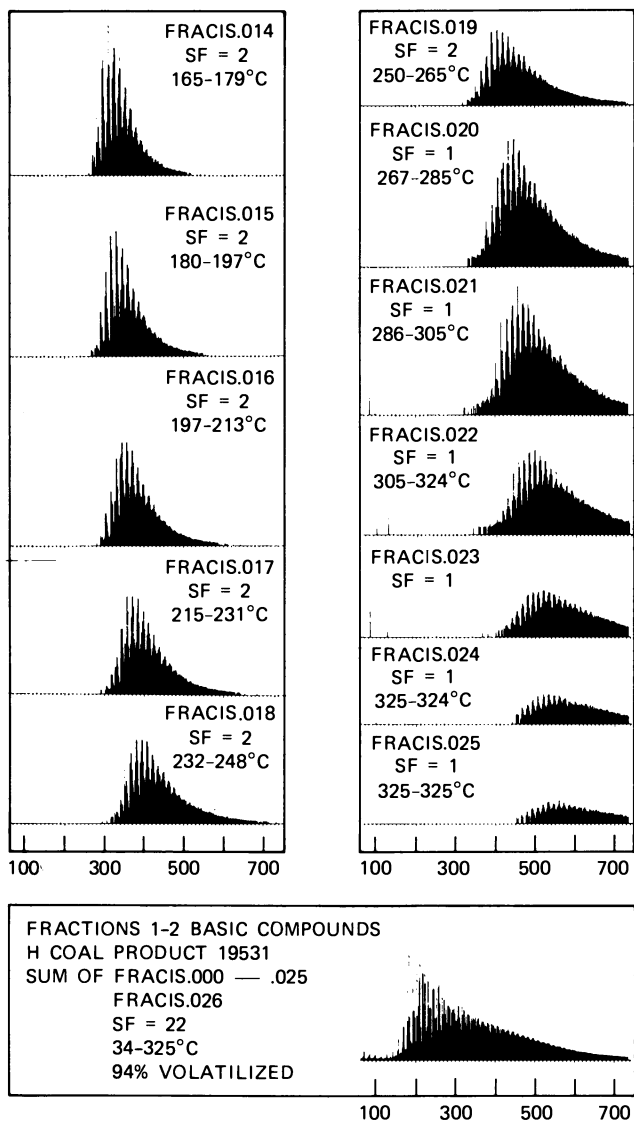 FRACIS.014
SF = 2
165-179°C
FRACIS.015
SF = 2
180-197°C
FRACIS.016
SF = 2
197-213°C
FRACIS.017
SF = 2
215-231°C
FRACIS.018
SF = 2
232-248°C
100 300 500 700
FRACIS.019
SF = 2
250-265°C
FRACIS.020
SF = 1
267-285°C
FRACIS.021
SF = 1
286-305°C
FRACIS.022
SF = 1
305-324°C
FRACIS.023
SF = 1
FRACIS.024
SF = 1
325-324°C
FRACIS.025
SF = 1
325-325°C
100 300 500 700
FRACTIONS 1-2 BASIC COMPOUNDS
H COAL PRODUCT 19531
SUM OF FRACIS.000 — .025
FRACIS.026
SF = 22
34-325°C
94% VOLATILIZED
100 300 500 700